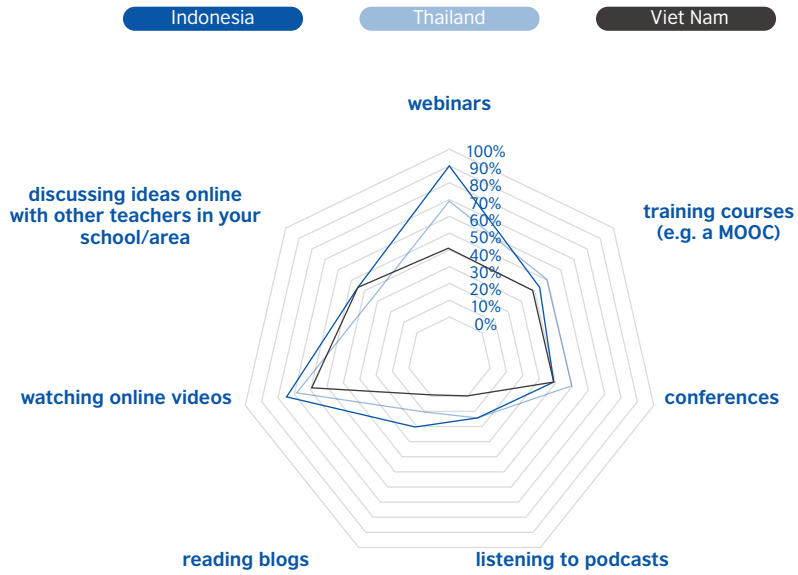 Indonesia
Thailand
Viet Nam
webinars
100%
90%
80%
70%
60%
50%
40%
30%
20%
10%
0%
discussing ideas online
with other teachers in your
school/area
training courses
(e.g. a MOOC)
watching online videos
conferences
reading blogs
listening to podcasts